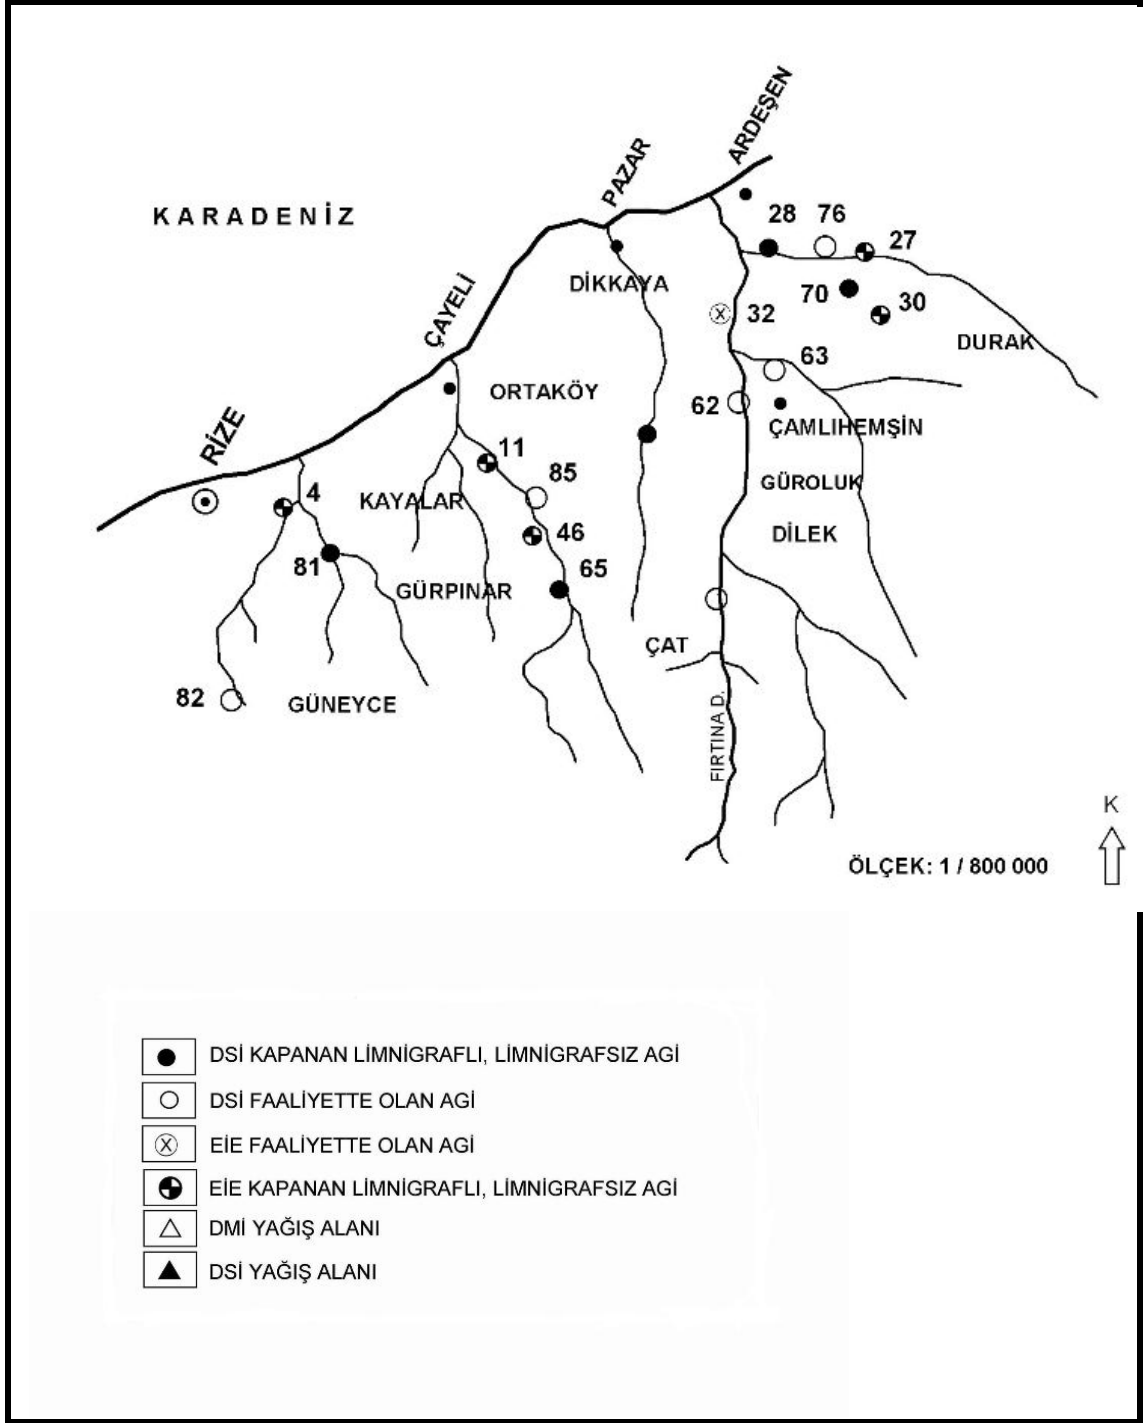 ARDEŞEN
PAZAR
KARADENİZ
28
76
27
DİKKAYA
70
30
ÇAYELİ
32
DURAK
63
ORTAKÖY
62
RİZE
ÇAMLIHEMŞİN
11
85
GÜROLUK
4
KAYALAR
46
DİLEK
81
65
GÜRPINAR
ÇAT
82
GÜNEYCE
FIRTINA D.
K
ÖLÇEK: 1 / 800 000
DSİ KAPANAN LİMNİGRAFLI, LİMNİGRAFSIZ AGİ
DSİ FAALİYETTE OLAN AGİ
X EİE FAALİYETTE OLAN AGİ
EİE KAPANAN LİMNİGRAFLI, LİMNİGRAFSIZ AGİ
DMİ YAĞIŞ ALANI
DSİ YAĞIŞ ALANI